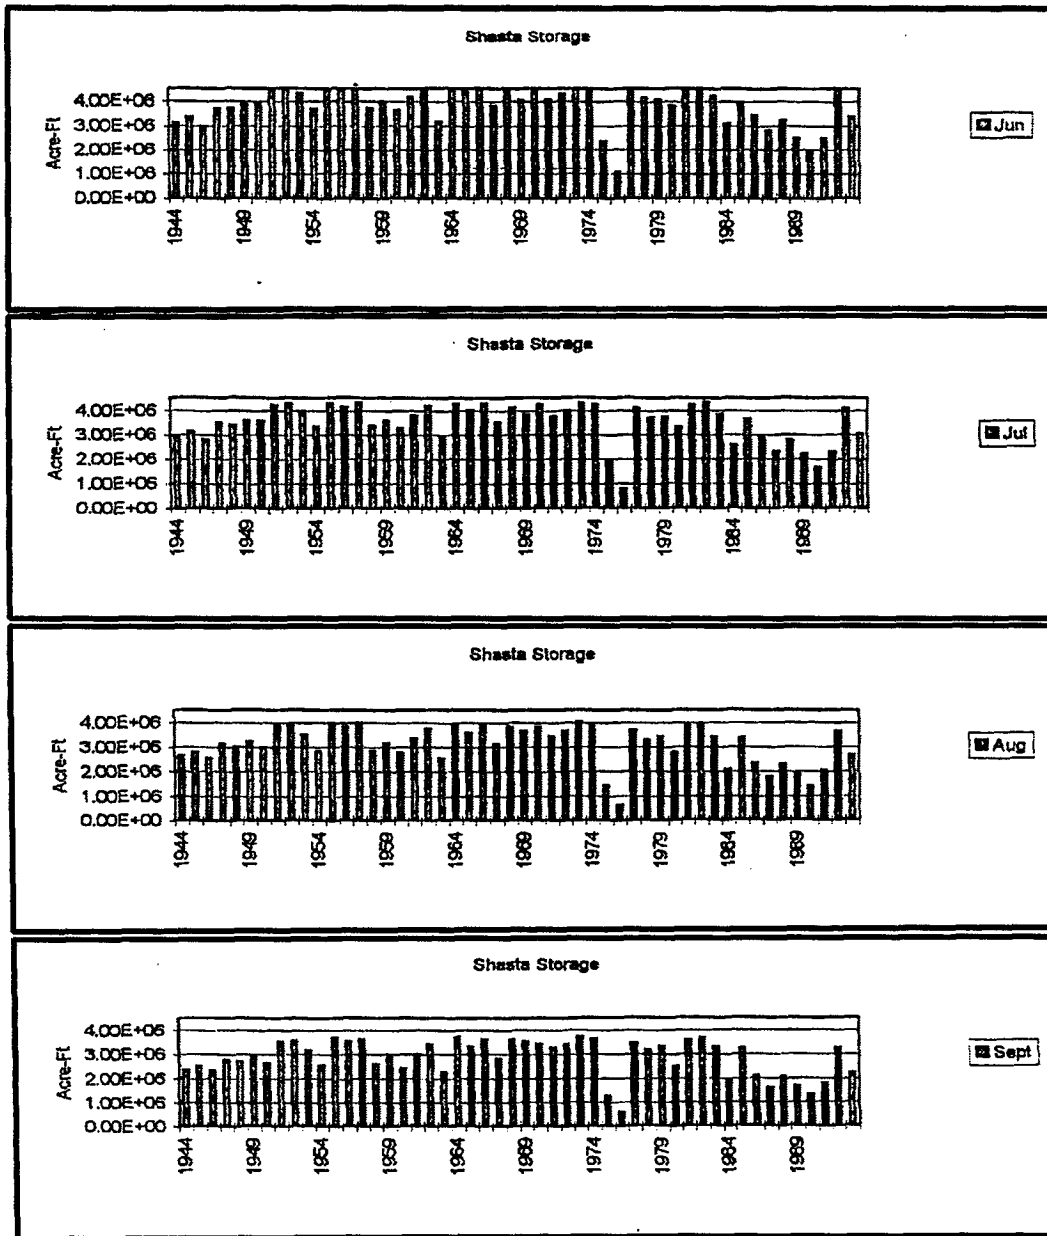 Shasta Storage
Acre-Ft
4.00E+06
3.00E+06
2.00E+06
1.00E+06
0.00E+00
1944
1949
1954
1959
1964
1969
1974
1979
1984
1989
Jun
Shasta Storage
Acre-Ft
4.00E+06
3.00E+06
2.00E+06
1.00E+06
0.00E+00
1944
1949
1954
1959
1964
1969
1974
1979
1984
1989
Jul
Shasta Storage
Acre-Ft
4.00E+06
3.00E+06
2.00E+06
1.00E+06
0.00E+00
1944
1949
1954
1959
1964
1969
1974
1979
1984
1989
Aug
Shasta Storage
Acre-Ft
4.00E+06
3.00E+06
2.00E+06
1.00E+06
0.00E+00
1944
1949
1954
1959
1964
1969
1974
1979
1984
1989
Sept